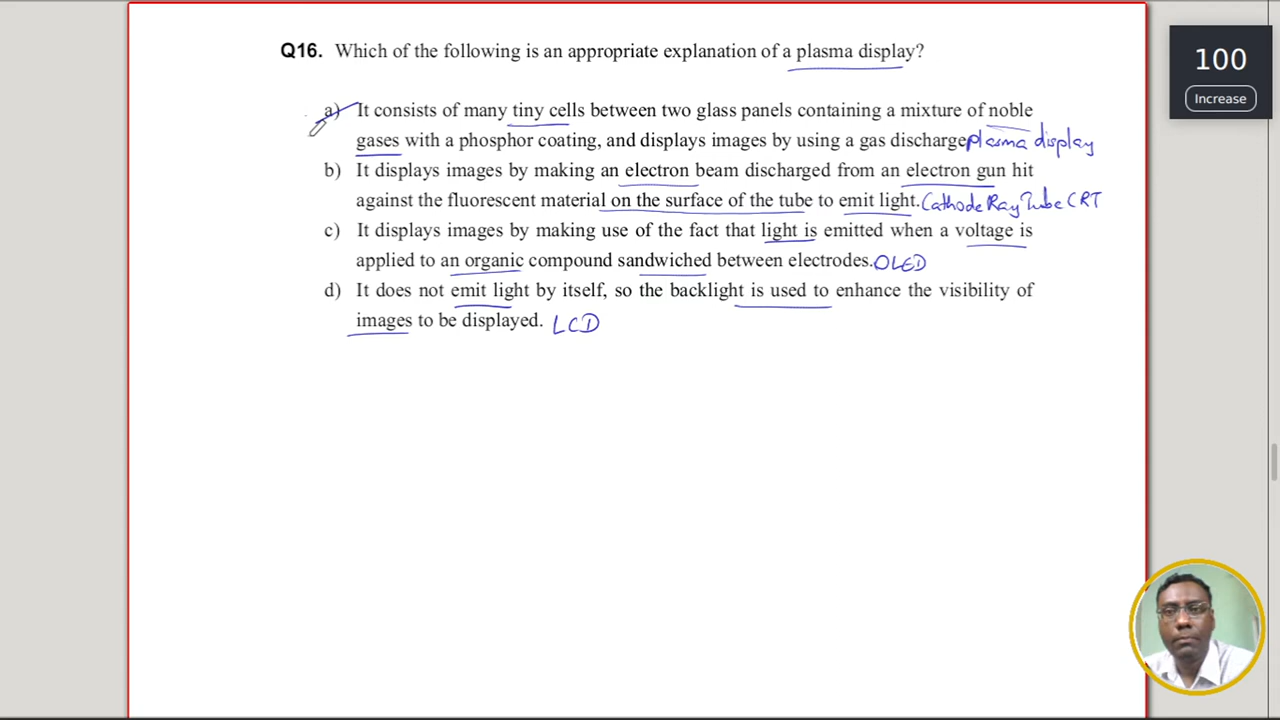 Q16. Which of the following is an appropriate explanation of a plasma display?
a) It consists of many tiny cells between two glass panels containing a mixture of noble
gases with a phosphor coating, and displays images by using a gas discharge plasma display
b) It displays images by making an electron beam discharged from an electron gun hit
against the fluorescent material on the surface of the tube to emit light. Cathode Ray Tube CRT
c) It displays images by making use of the fact that light is emitted when a voltage is
applied to an organic compound sandwiched between electrodes. OLED
d) It does not emit light by itself, so the backlight is used to enhance the visibility of
images to be displayed. LCD
100
Increase